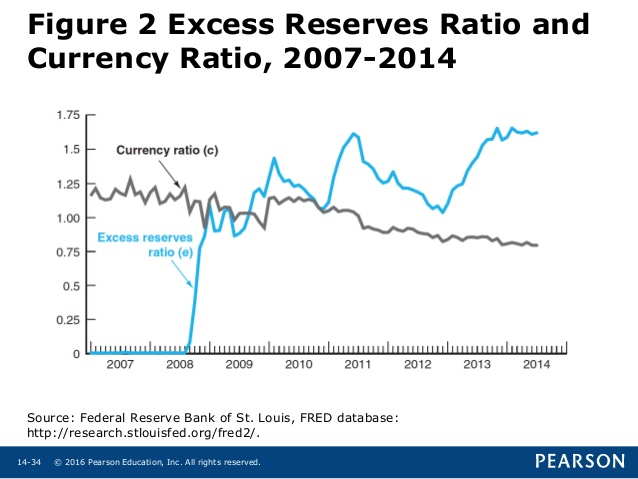 Figure 2 Excess Reserves Ratio and
Currency Ratio, 2007-2014
1.75
1.5
1.25
1.00
0.75
0.5
0.25
0
Currency ratio (c)
Excess reserves
ratio (e)
2007 2008 2009 2010 2011 2012 2013 2014
Source: Federal Reserve Bank of St. Louis, FRED database:
http://research.stlouisfed.org/fred2/.
14-34 © 2016 Pearson Education, Inc. All rights reserved.
PEARSON